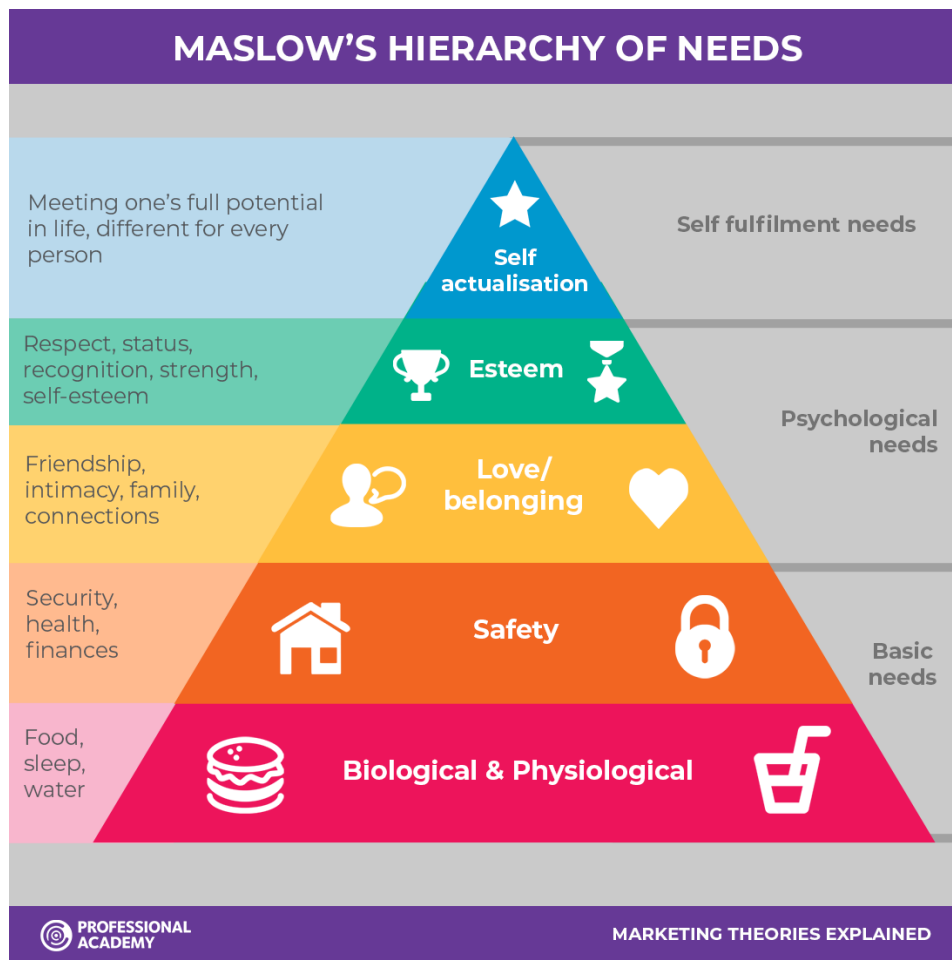 MASLOW’S HIERARCHY OF NEEDS
Meeting one’s full potential
in life, different for every
person
Self
actualisation
Self fulfilment needs
Respect, status,
recognition, strength,
self-esteem
Esteem
Psychological
needs
Friendship,
intimacy, family,
connections
Love/
belonging
Security,
health,
finances
Safety
Basic
needs
Food,
sleep,
water
Biological & Physiological
PROFESSIONAL
ACADEMY
MARKETING THEORIES EXPLAINED